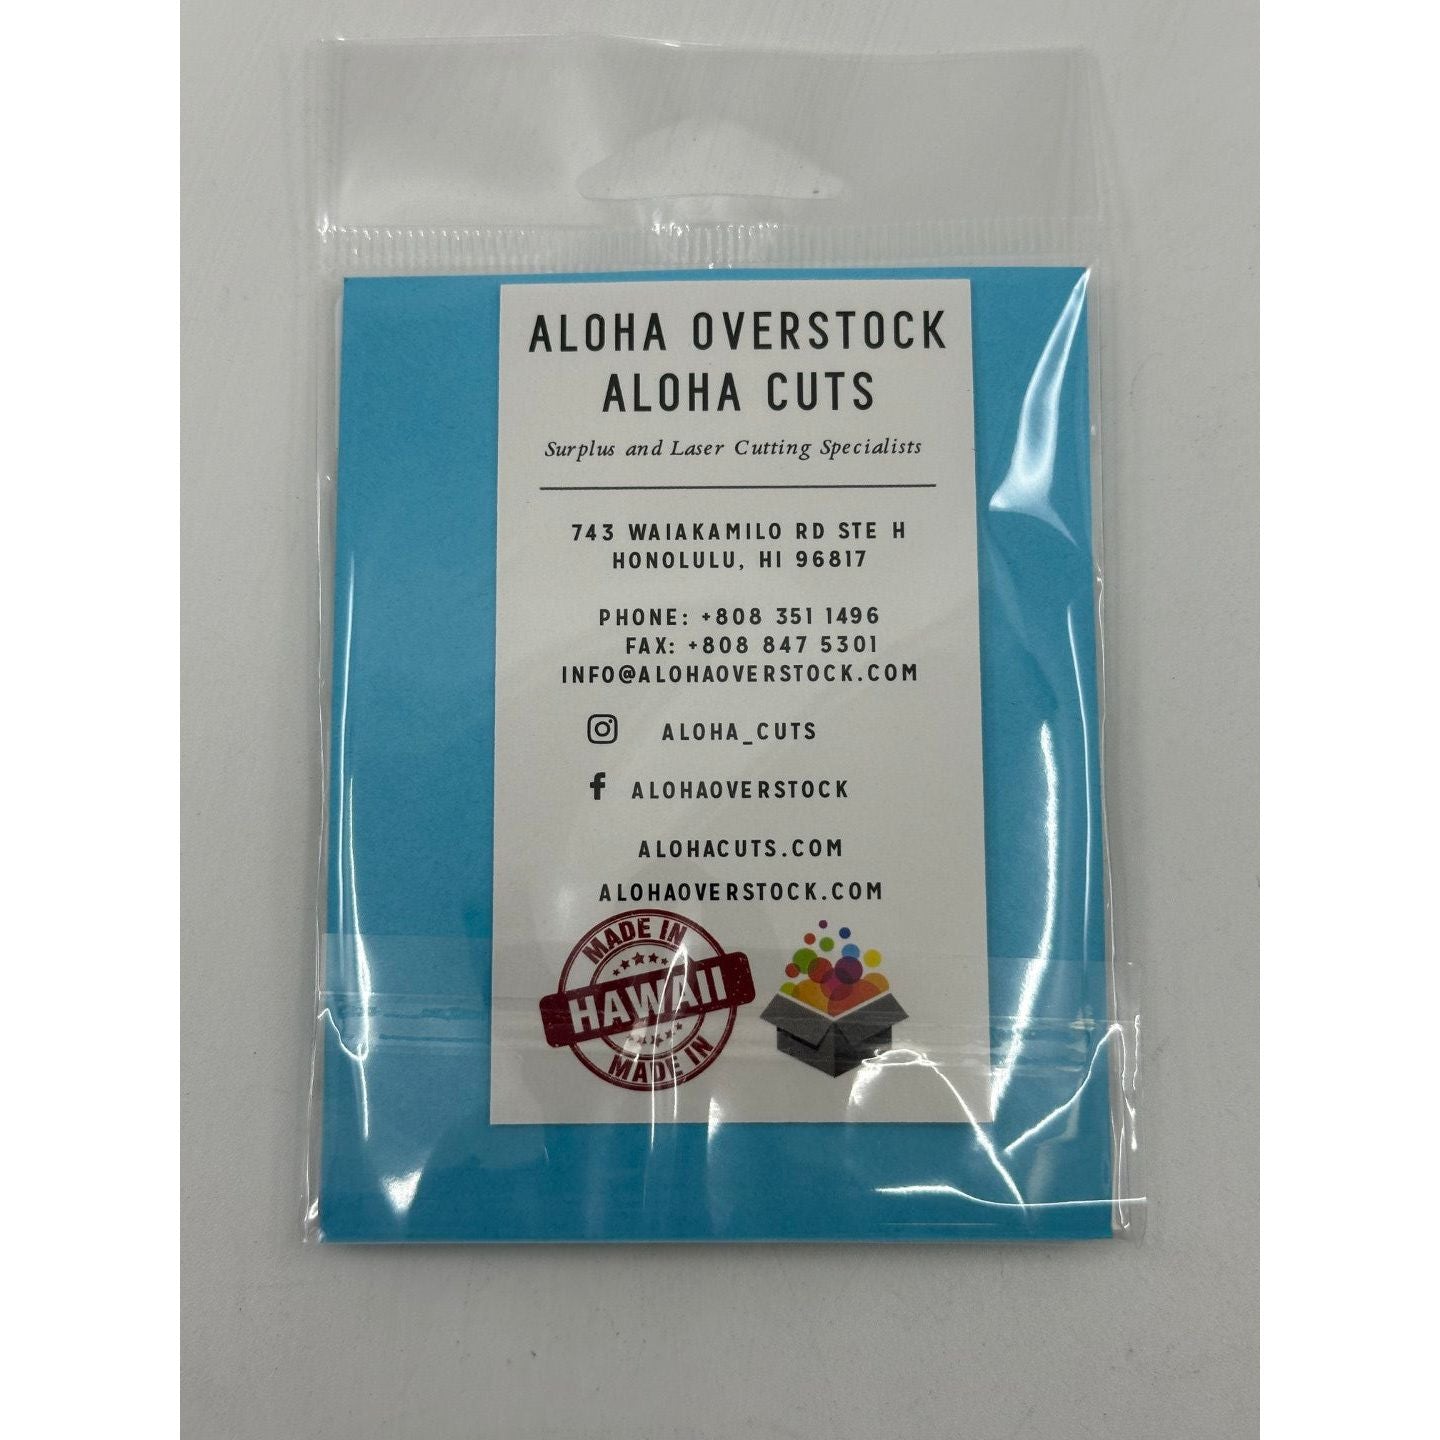 ALOHA OVERSTOCK
ALOHA CUTS
Surplus and Laser Cutting Specialists
743 WAIAKAMILO RD STE H
HONOLULU, HI 96817
PHONE: +808 351 1496
FAX: +808 847 5301
INFO@ALOHAOVERSTOCK.COM
ALOHA_CUTS
ALOHAOVERSTOCK
ALOHACUTS.COM
ALOHAOVERSTOCK.COM
MADE IN
HAWAII
MADE IN